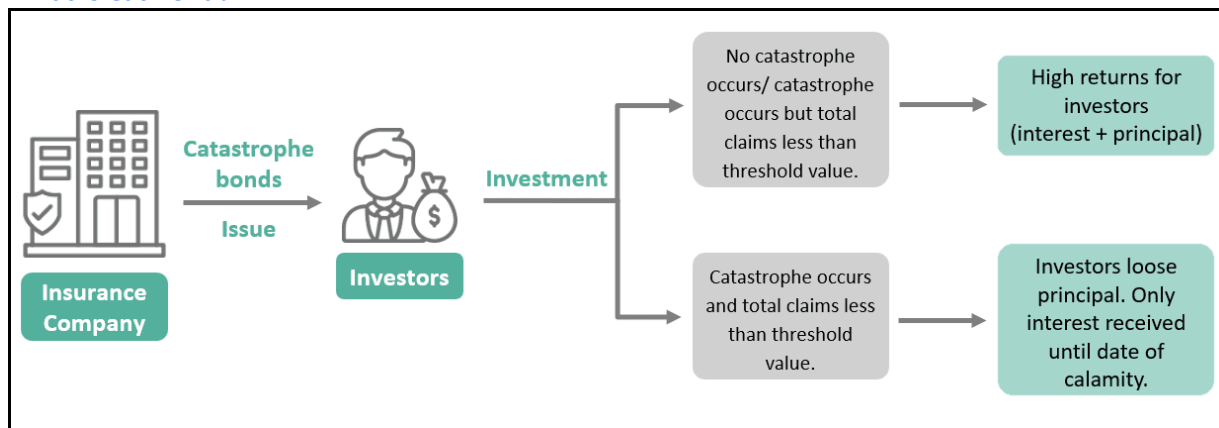 Catastrophe
bonds
Issue
Insurance
Company
$
Investors
Investment
No catastrophe
occurs/ catastrophe
occurs but total
claims less than
threshold value.
High returns for
investors
(interest + principal)
Catastrophe occurs
and total claims less
than threshold
value.
Investors loose
principal. Only
interest received
until date of
calamity.